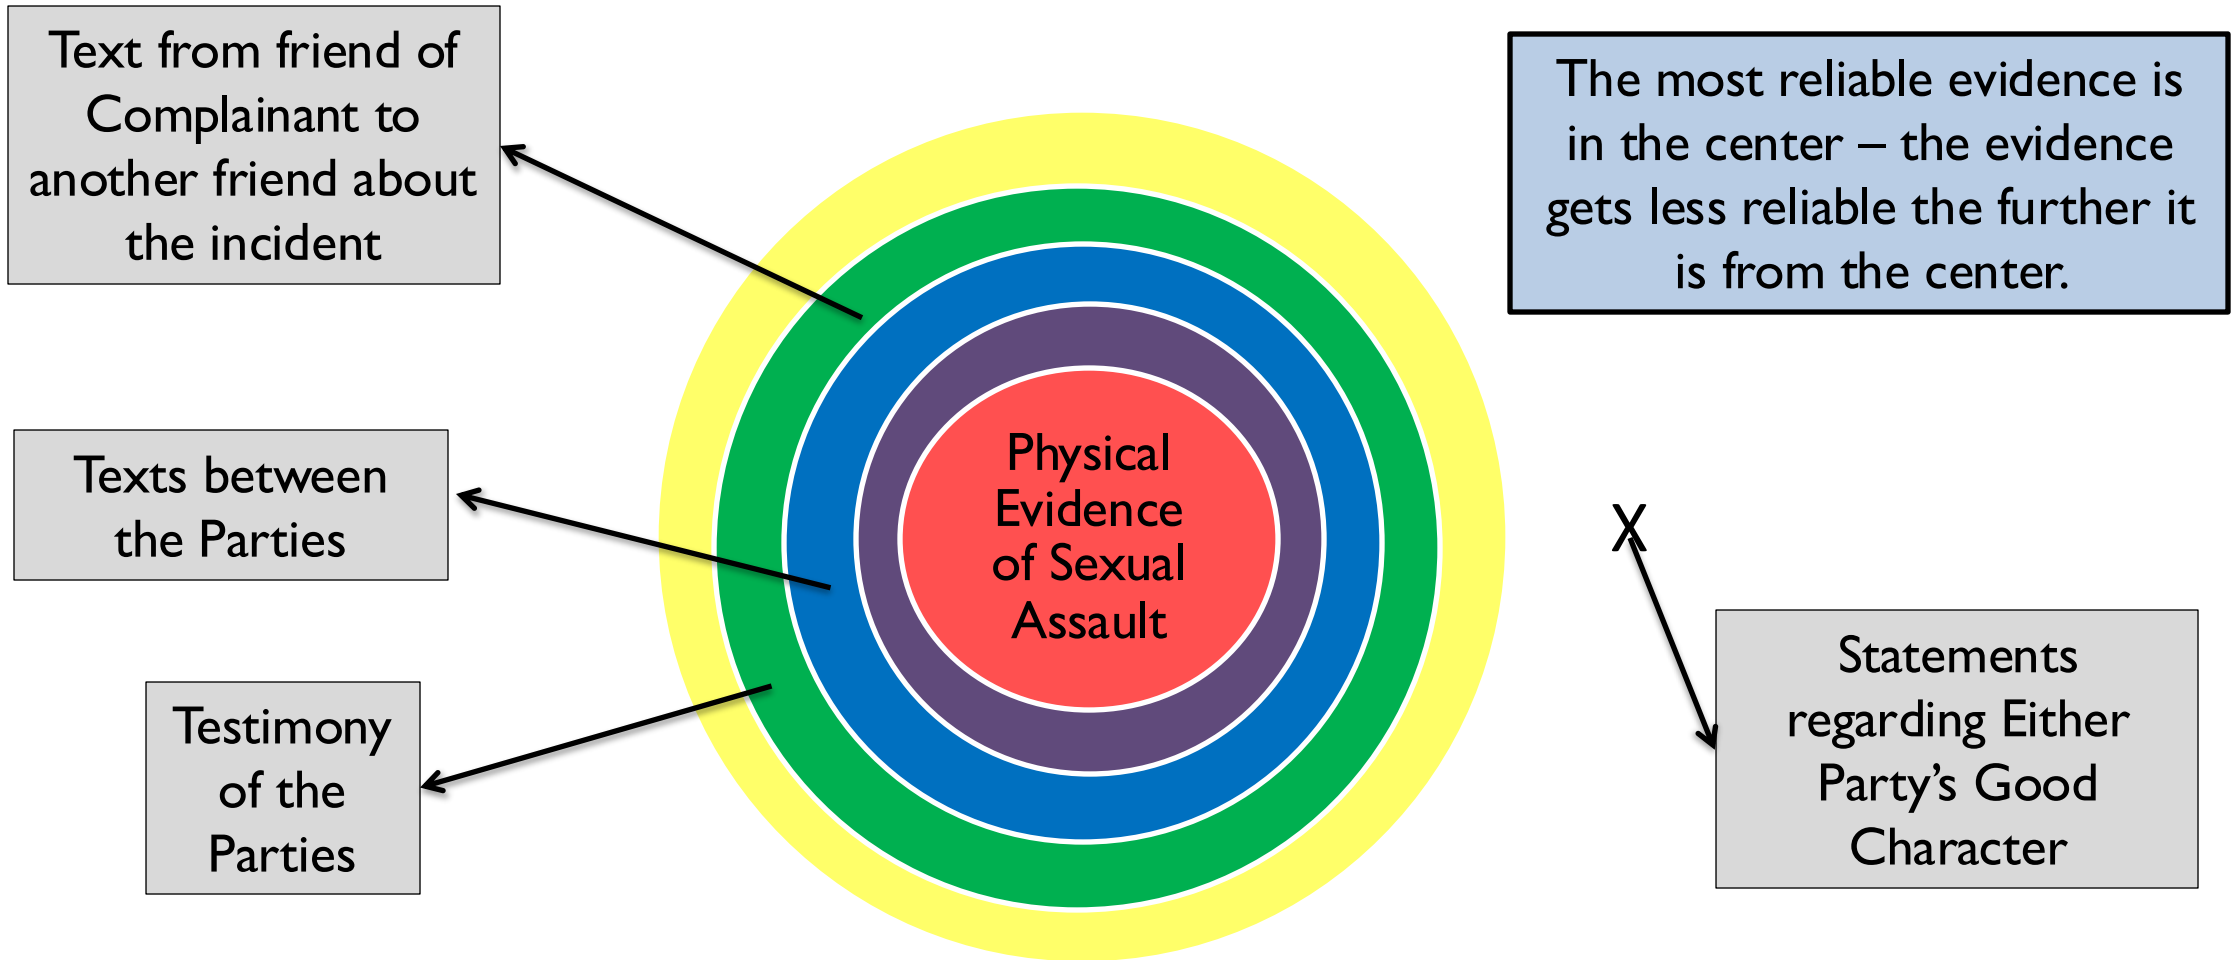 Text from friend of
Complainant to
another friend about
the incident
The most reliable evidence is
in the center – the evidence
gets less reliable the further it
is from the center.
Texts between
the Parties
Physical
Evidence
of Sexual
Assault
X
Testimony
of the
Parties
Statements
regarding Either
Party’s Good
Character